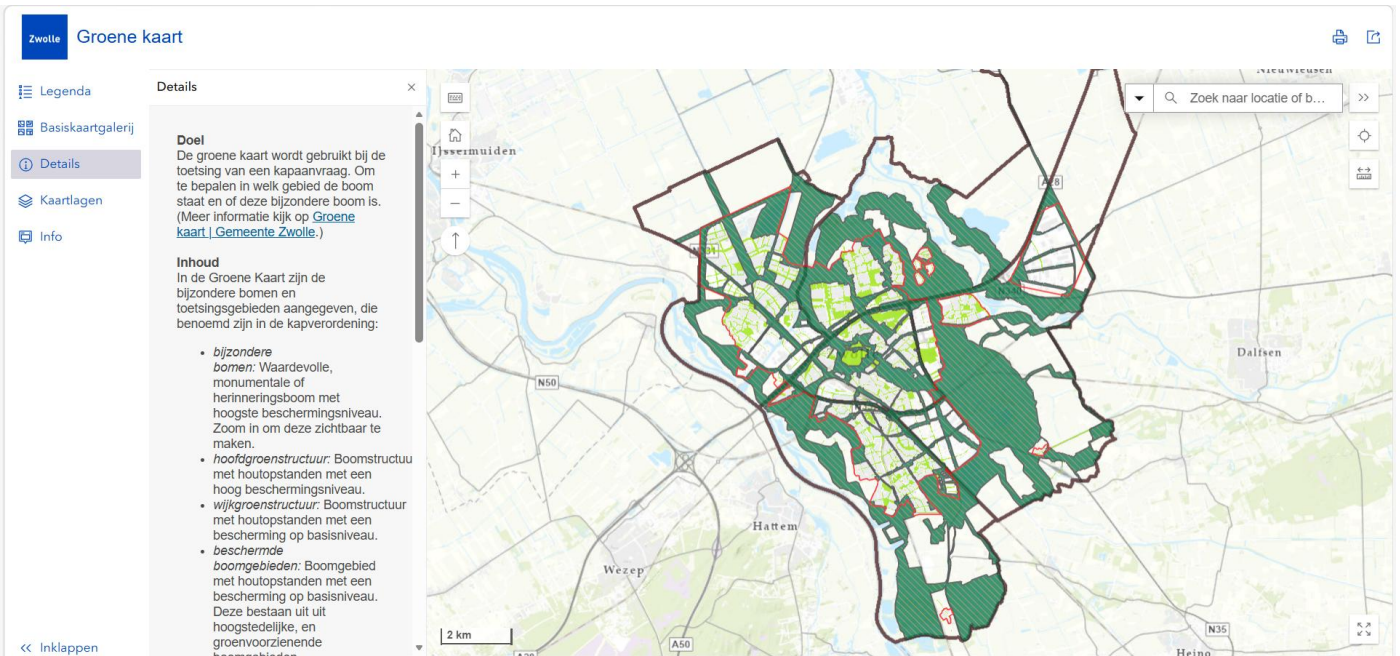 Zwolle
Groene kaart
Legenda
Basiskaartgalerij
Details
Kaartlagen
Info
Inklappen
Details
Doel
De groene kaart wordt gebruikt bij de
toetsing van een kapaanvraag. Om
te bepalen in welk gebied de boom
staat en of deze bijzondere boom is.
(Meer informatie kijk op Groene
kaart | Gemeente Zwolle.)
Inhoud
In de Groene Kaart zijn de
bijzondere bomen en
toetsingsgebieden aangegeven, die
benoemd zijn in de kapverordening:
• bijzondere
bomen: Waardevolle,
monumentale of
herinneringsboom met
hoogste beschermingsniveau.
Zoom in om deze zichtbaar te
maken.
• hoofdgroenstructuur: Boomstructuu
met houtopstanden met een
hoog beschermingsniveau.
• wijkgroenstructuur: Boomstructuur
met houtopstanden met een
bescherming op basisniveau.
• beschermde
boomgebieden: Boomgebied
met houtopstanden met een
bescherming op basisniveau.
Deze bestaan uit uit
hoogstedelijke, en
groenvoorzienende
boomgebieden
Zoek naar locatie of b...
Nieuwleusen
IJsselmuiden
A28
N331
N340
Dalfsen
N50
Hattem
Wezep
2 km
A50
N35
Heino